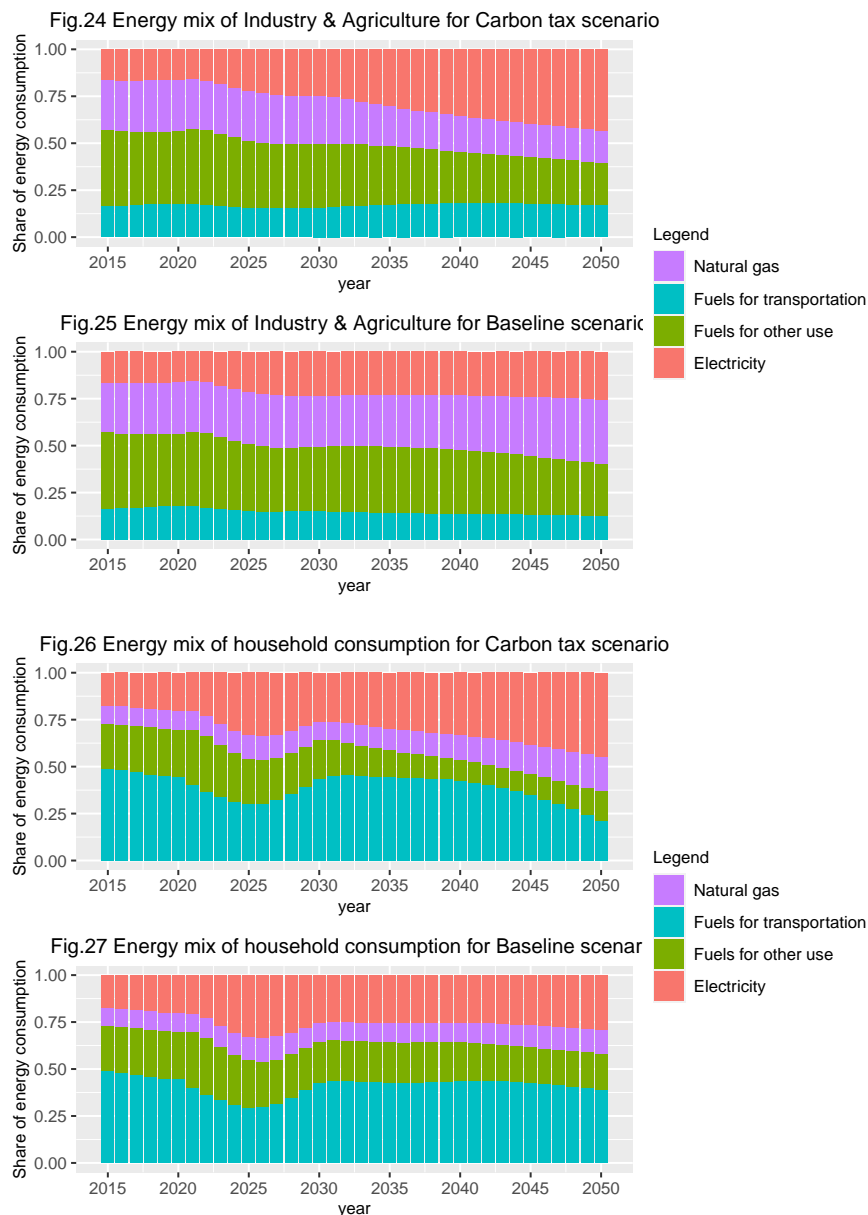 Fig.24 Energy mix of Industry & Agriculture for Carbon tax scenario
Share of energy consumption
1.00
0.75
0.50
0.25
0.00
2015 2020 2025 2030 2035 2040 2045 2050
year
Fig.25 Energy mix of Industry & Agriculture for Baseline scenario
Share of energy consumption
1.00
0.75
0.50
0.25
0.00
2015 2020 2025 2030 2035 2040 2045 2050
year
Legend
Natural gas
Fuels for transportation
Fuels for other use
Electricity
Fig.26 Energy mix of household consumption for Carbon tax scenario
Share of energy consumption
1.00
0.75
0.50
0.25
0.00
2015 2020 2025 2030 2035 2040 2045 2050
year
Fig.27 Energy mix of household consumption for Baseline scenar
Share of energy consumption
1.00
0.75
0.50
0.25
0.00
2015 2020 2025 2030 2035 2040 2045 2050
year
Legend
Natural gas
Fuels for transportation
Fuels for other use
Electricity